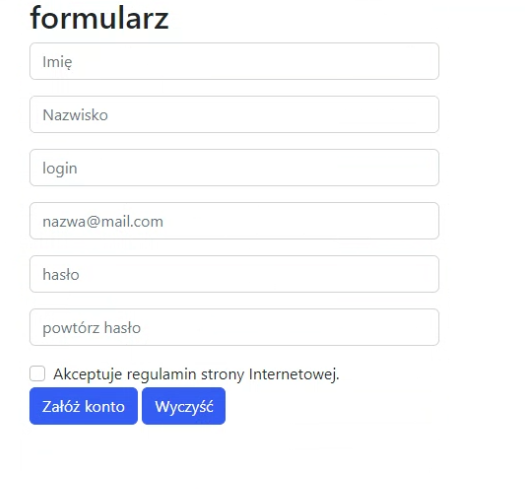 formularz
Imię
Nazwisko
login
nazwa@mail.com
hasło
powtórz hasło
Akceptuje regulamin strony Internetowej.
Załóż konto Wyczyść